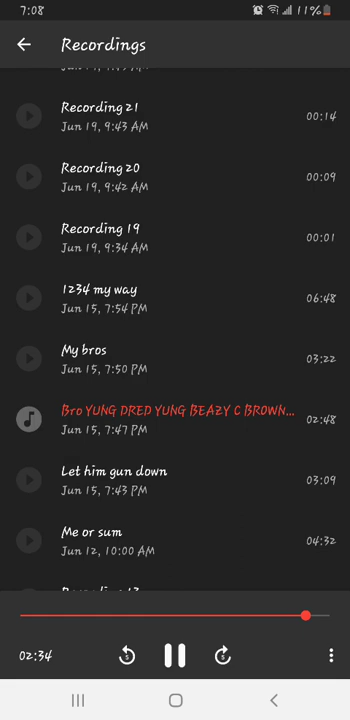 7:08
11%
Recordings
Recording 21
Jun 19, 9:43 AM
00:14
Recording 20
Jun 19, 9:42 AM
00:09
Recording 19
Jun 19, 9:34 AM
00:01
1234 my way
Jun 15, 7:54 PM
06:48
My bros
Jun 15, 7:50 PM
03:22
Bro YUNG DRED YUNG BEAZY C BROWN...
Jun 15, 7:47 PM
02:48
Let him gun down
Jun 15, 7:43 PM
03:09
Me or sum
Jun 12, 10:00 AM
04:32
02:34
5
5